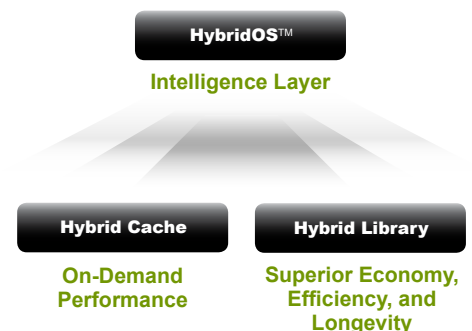 HybridOS™
Intelligence Layer
Hybrid Cache
Hybrid Library
On-Demand
Performance
Superior Economy,
Efficiency, and
Longevity